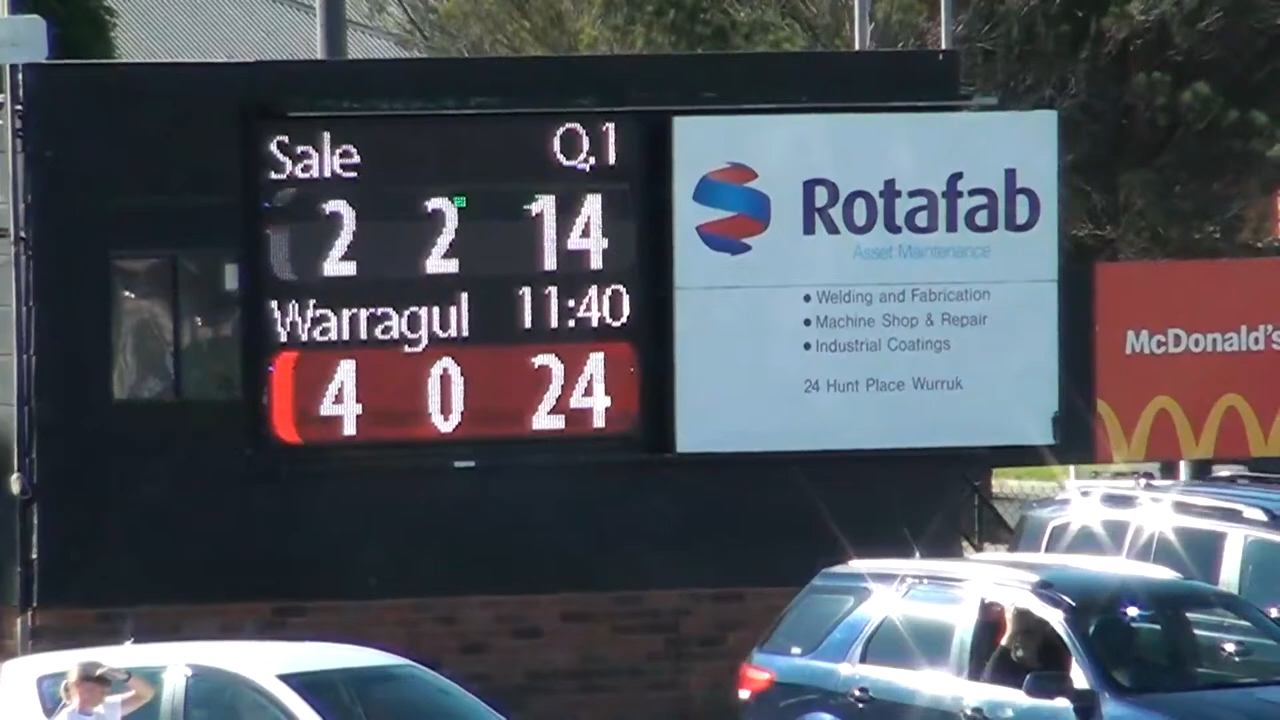 Sale Q.1
2 2 14
Warragul 11:40
4 0 24
Rotafab
Asset Maintenance
• Welding and Fabrication
• Machine Shop & Repair
• Industrial Coatings
24 Hunt Place Wurruk
McDonald's